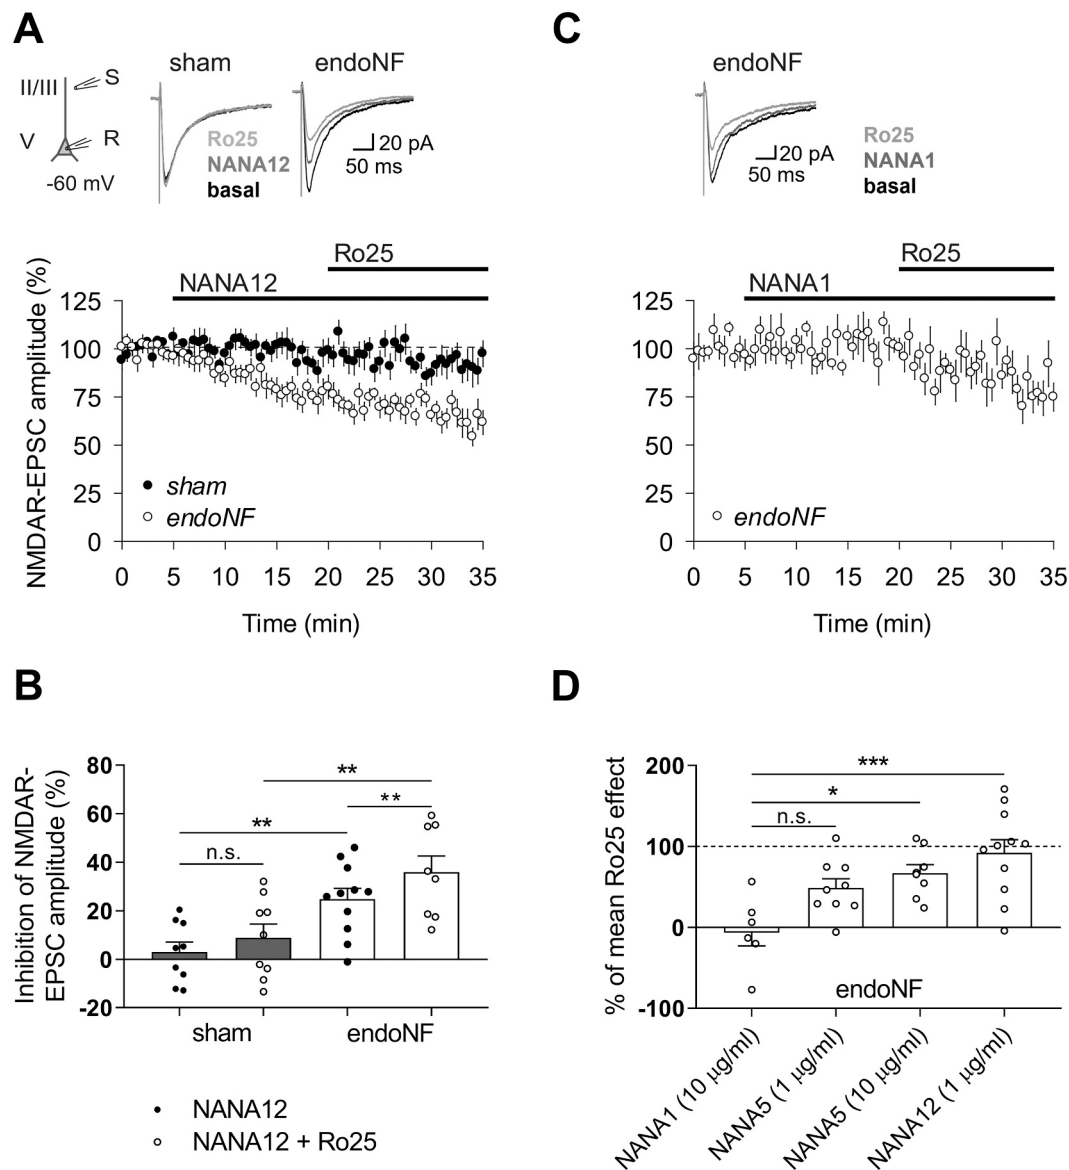 A
II/III
S
V
R
-60 mV
sham
endoNF
Ro25
NANA12
basal
20 pA
50 ms
NMDAR-EPSC amplitude (%)
Ro25
NANA12
125
100
75
50
25
0
sham
endoNF
0 5 10 15 20 25 30 35
Time (min)
C
endoNF
20 pA
50 ms
Ro25
NANA1
basal
Ro25
NANA1
125
100
75
50
25
0
endoNF
0 5 10 15 20 25 30 35
Time (min)
B
Inhibition of NMDAR-
EPSC amplitude (%)
80
60
40
20
0
-20
**
**
**
n.s.
sham
endoNF
NANA12
NANA12 + Ro25
D
% of mean Ro25 effect
200
100
0
-100
***
*
n.s.
endoNF
NANA1 (10 µg/ml)
NANA5 (1 µg/ml)
NANA5 (10 µg/ml)
NANA12 (1 µg/ml)